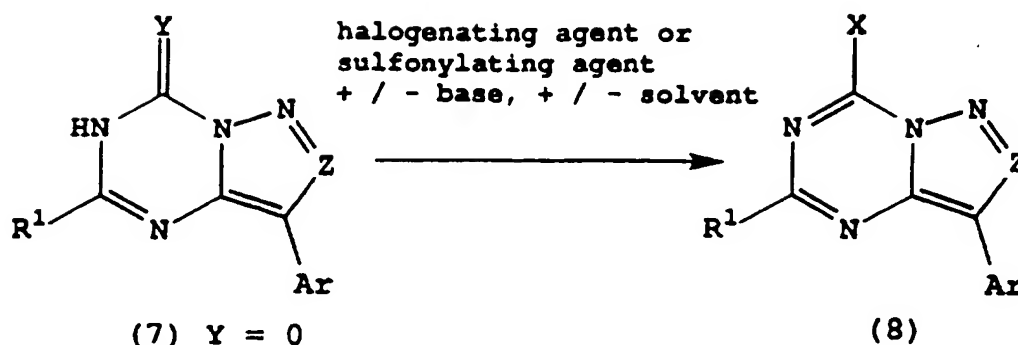 Y
halogenating agent or
sulfonylating agent
+ / - base, + / - solvent
X
HN N N Z
R1 N
Ar
N N N Z
R1 N
Ar
(7) Y = O
(8)